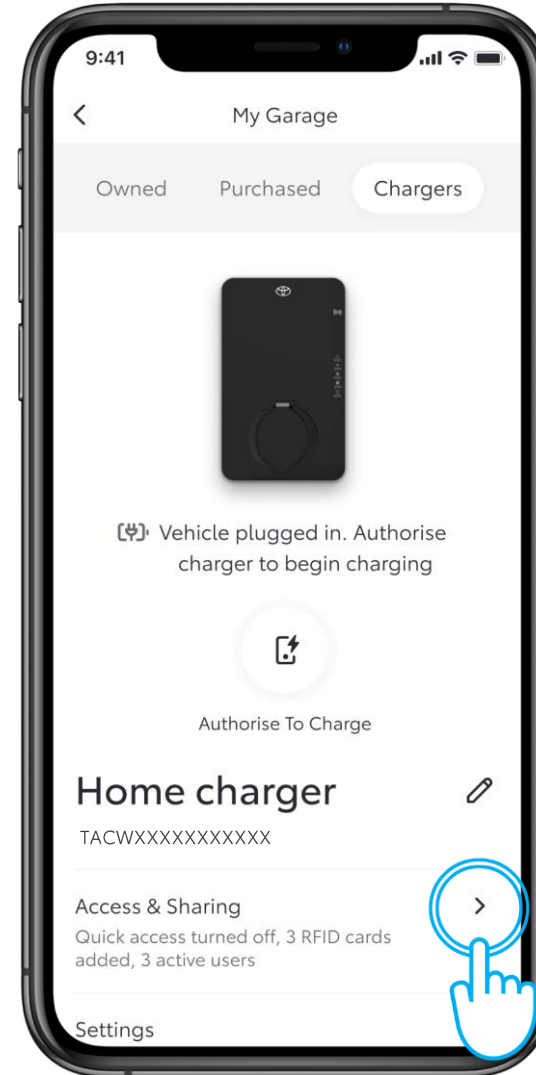 9:41
My Garage
Owned Purchased Chargers
Vehicle plugged in. Authorise
charger to begin charging
Authorise To Charge
Home charger
TACWXXXXXXXXXXX
Access & Sharing
Quick access turned off, 3 RFID cards
added, 3 active users
Settings